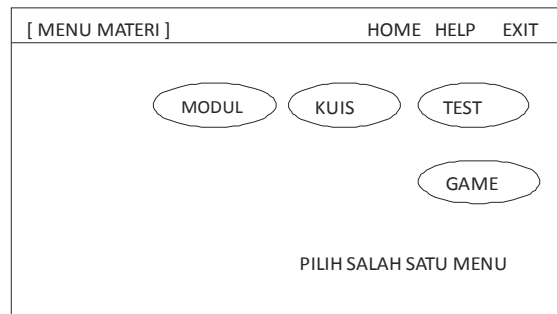 [ MENU MATERI ] HOME HELP EXIT
MODUL KUIS TEST
GAME
PILIH SALAH SATU MENU